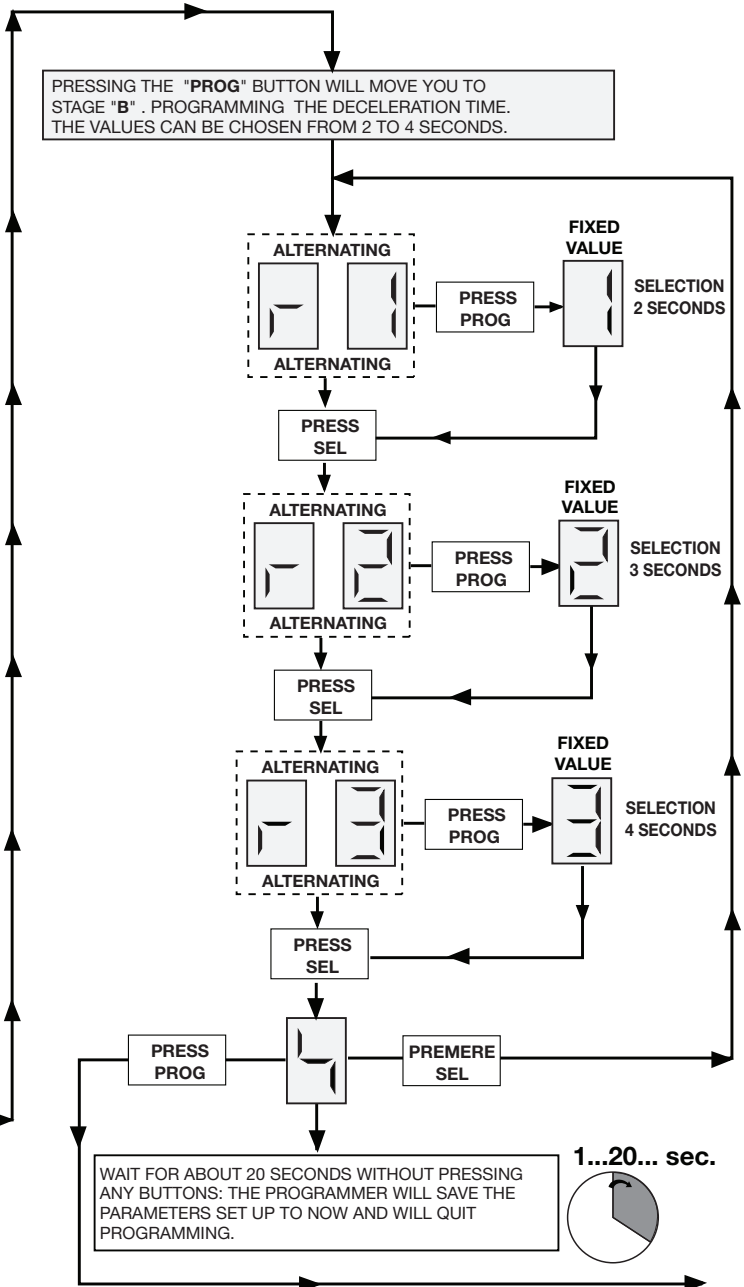 PRESSING THE "PROG" BUTTON WILL MOVE YOU TO
STAGE "B" . PROGRAMMING THE DECELERATION TIME.
THE VALUES CAN BE CHOSEN FROM 2 TO 4 SECONDS.
ALTERNATING
r 1
ALTERNATING
PRESS
PROG
FIXED
VALUE
1
SELECTION
2 SECONDS
PRESS
SEL
ALTERNATING
r 2
ALTERNATING
PRESS
PROG
FIXED
VALUE
2
SELECTION
3 SECONDS
PRESS
SEL
ALTERNATING
r 3
ALTERNATING
PRESS
PROG
FIXED
VALUE
3
SELECTION
4 SECONDS
PRESS
SEL
PRESS
PROG
PREMERE
SEL
WAIT FOR ABOUT 20 SECONDS WITHOUT PRESSING
ANY BUTTONS: THE PROGRAMMER WILL SAVE THE
PARAMETERS SET UP TO NOW AND WILL QUIT
PROGRAMMING.
1...20... sec.